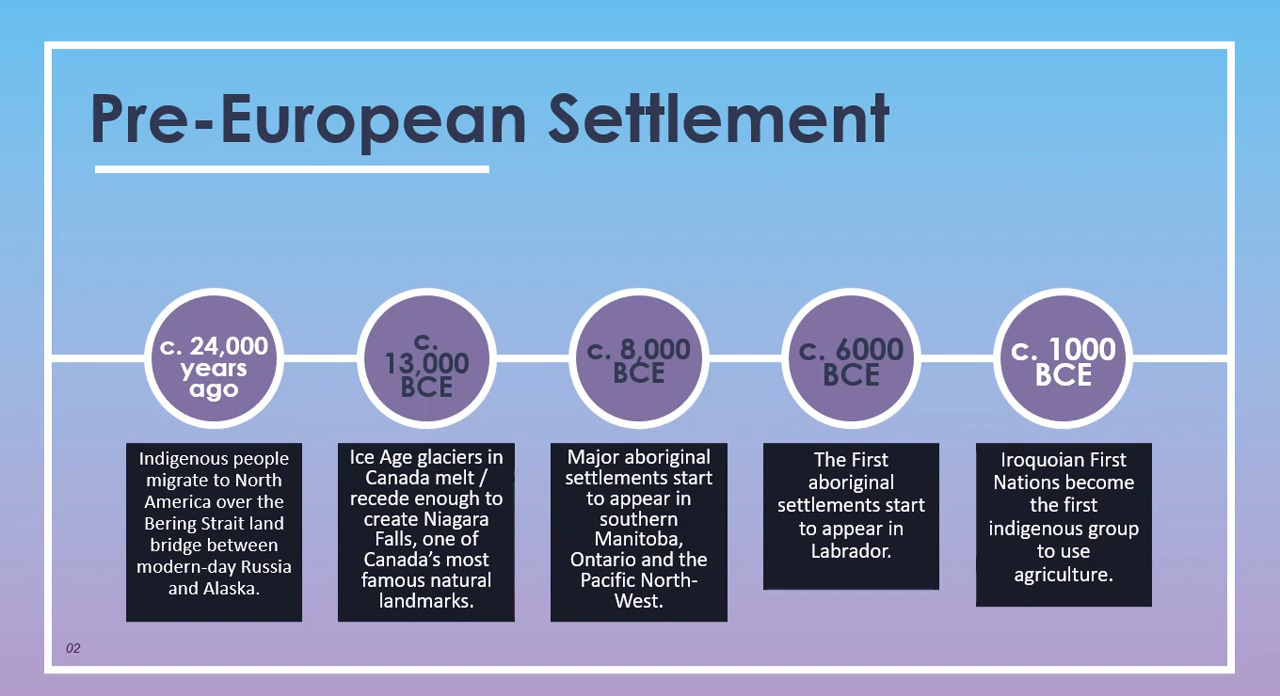 Pre-European Settlement
c. 24,000
years
ago
c.
13,000
BCE
c. 8,000
BCE
c. 6000
BCE
c. 1000
BCE
Indigenous people
migrate to North
America over the
Bering Strait land
bridge between
modern-day Russia
and Alaska.
Ice Age glaciers in
Canada melt /
recede enough to
create Niagara
Falls, one of
Canada's most
famous natural
landmarks.
Major aboriginal
settlements start
to appear in
southern
Manitoba,
Ontario and the
Pacific North-
West.
The First
aboriginal
settlements start
to appear in
Labrador.
Iroquoian First
Nations become
the first
indigenous group
to use
agriculture.
02